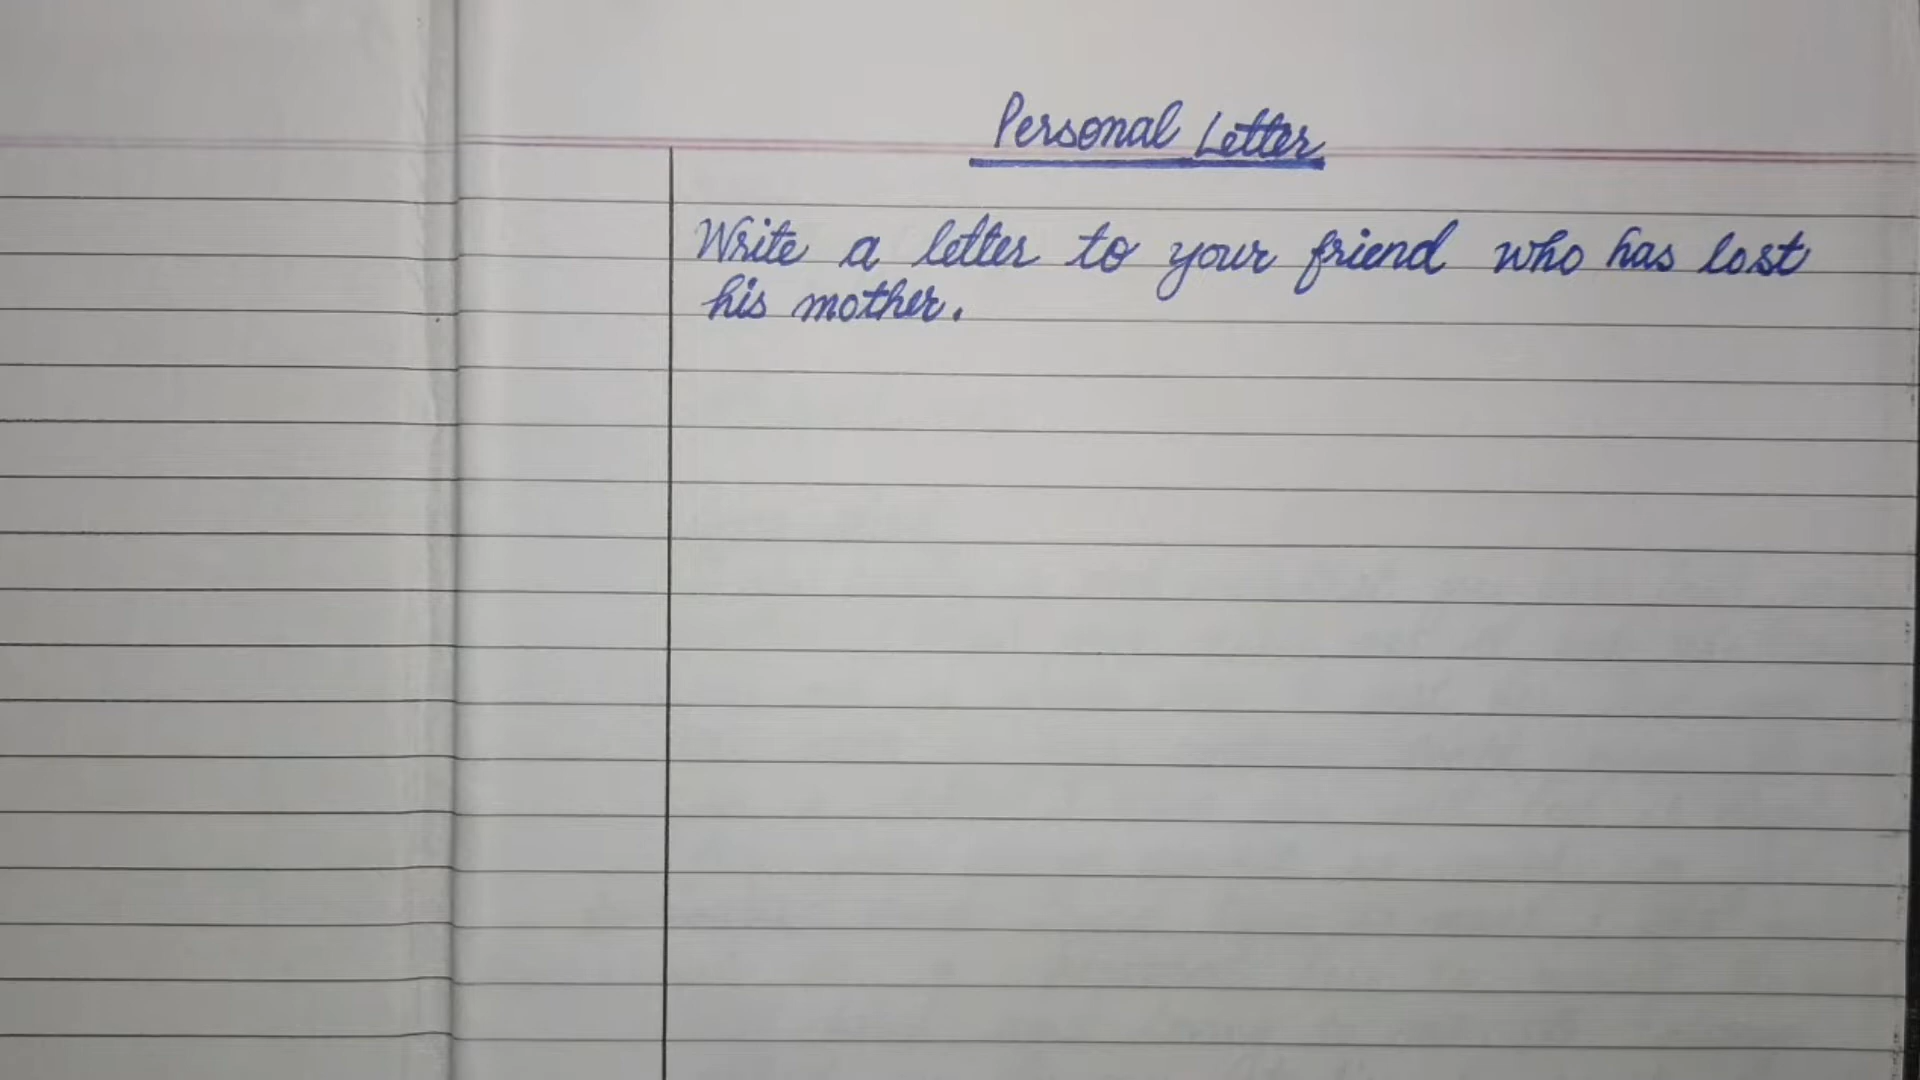 Personal Letter
Write a letter to your friend who has lost
his mother.